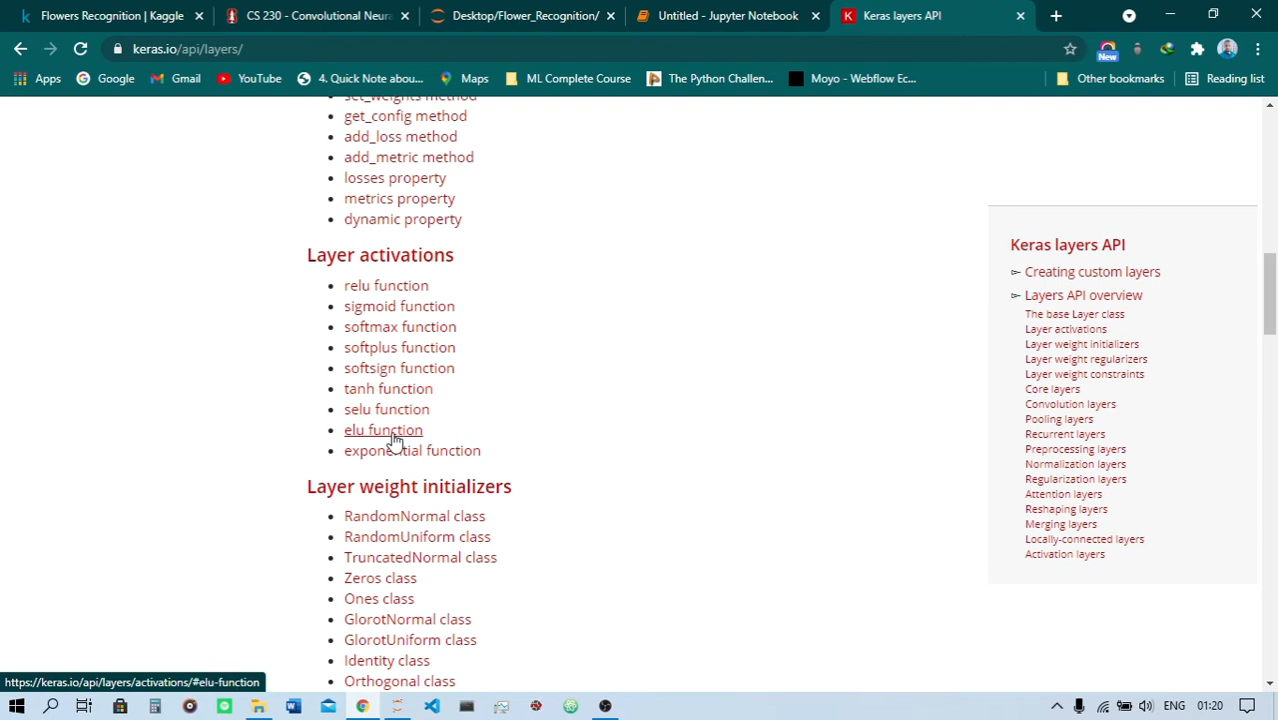 Flowers Recognition | Kaggle
CS 230 - Convolutional Neura
Desktop/Flower_Recognition/
Untitled - Jupyter Notebook
Keras layers API
keras.io/api/layers/
New
Apps
Google
Gmail
YouTube
4. Quick Note abou...
Maps
ML Complete Course
The Python Challen...
Moyo - Webflow Ec...
Other bookmarks
Reading list
set_weights method
get_config method
add_loss method
add_metric method
losses property
metrics property
dynamic property
Layer activations
relu function
sigmoid function
softmax function
softplus function
softsign function
tanh function
selu function
elu function
exponential function
Layer weight initializers
RandomNormal class
RandomUniform class
TruncatedNormal class
Zeros class
Ones class
GlorotNormal class
GlorotUniform class
Identity class
Orthogonal class
Keras layers API
► Creating custom layers
► Layers API overview
The base Layer class
Layer activations
Layer weight initializers
Layer weight regularizers
Layer weight constraints
Core layers
Convolution layers
Pooling layers
Recurrent layers
Preprocessing layers
Normalization layers
Regularization layers
Attention layers
Reshaping layers
Merging layers
Locally-connected layers
Activation layers
https://keras.io/api/layers/activations/#elu-function
ENG
01:20